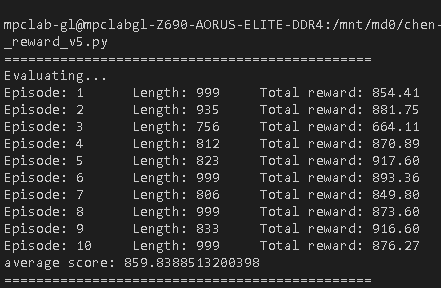 mpclab-gl@mpclabgl-Z690-AORUS-ELITE-DDR4:/mnt/md0/chen-
_reward_v5.py
=============================================
Evaluating...
Episode: 1 Length: 999 Total reward: 854.41
Episode: 2 Length: 935 Total reward: 881.75
Episode: 3 Length: 756 Total reward: 664.11
Episode: 4 Length: 812 Total reward: 870.89
Episode: 5 Length: 823 Total reward: 917.60
Episode: 6 Length: 999 Total reward: 893.36
Episode: 7 Length: 806 Total reward: 849.80
Episode: 8 Length: 999 Total reward: 873.60
Episode: 9 Length: 833 Total reward: 916.60
Episode: 10 Length: 999 Total reward: 876.27
average score: 859.8388513200398
=============================================